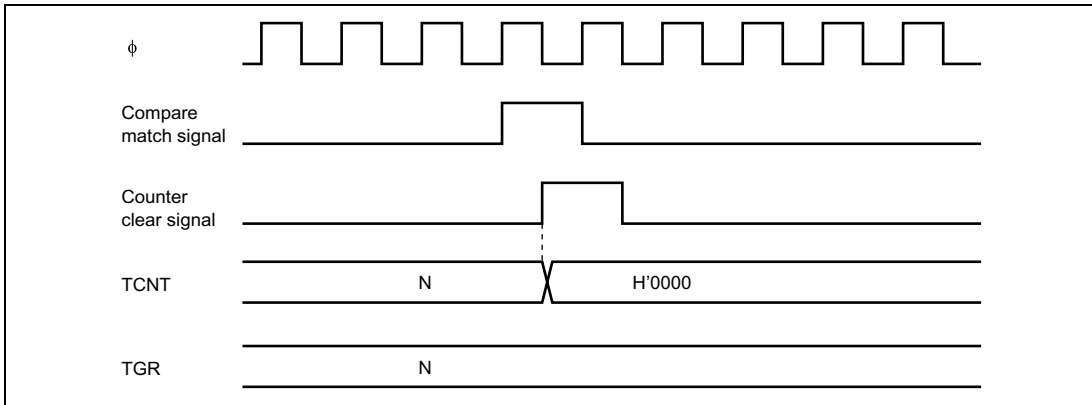 ϕ
Compare
match signal
Counter
clear signal
TCNT N H'0000
TGR N